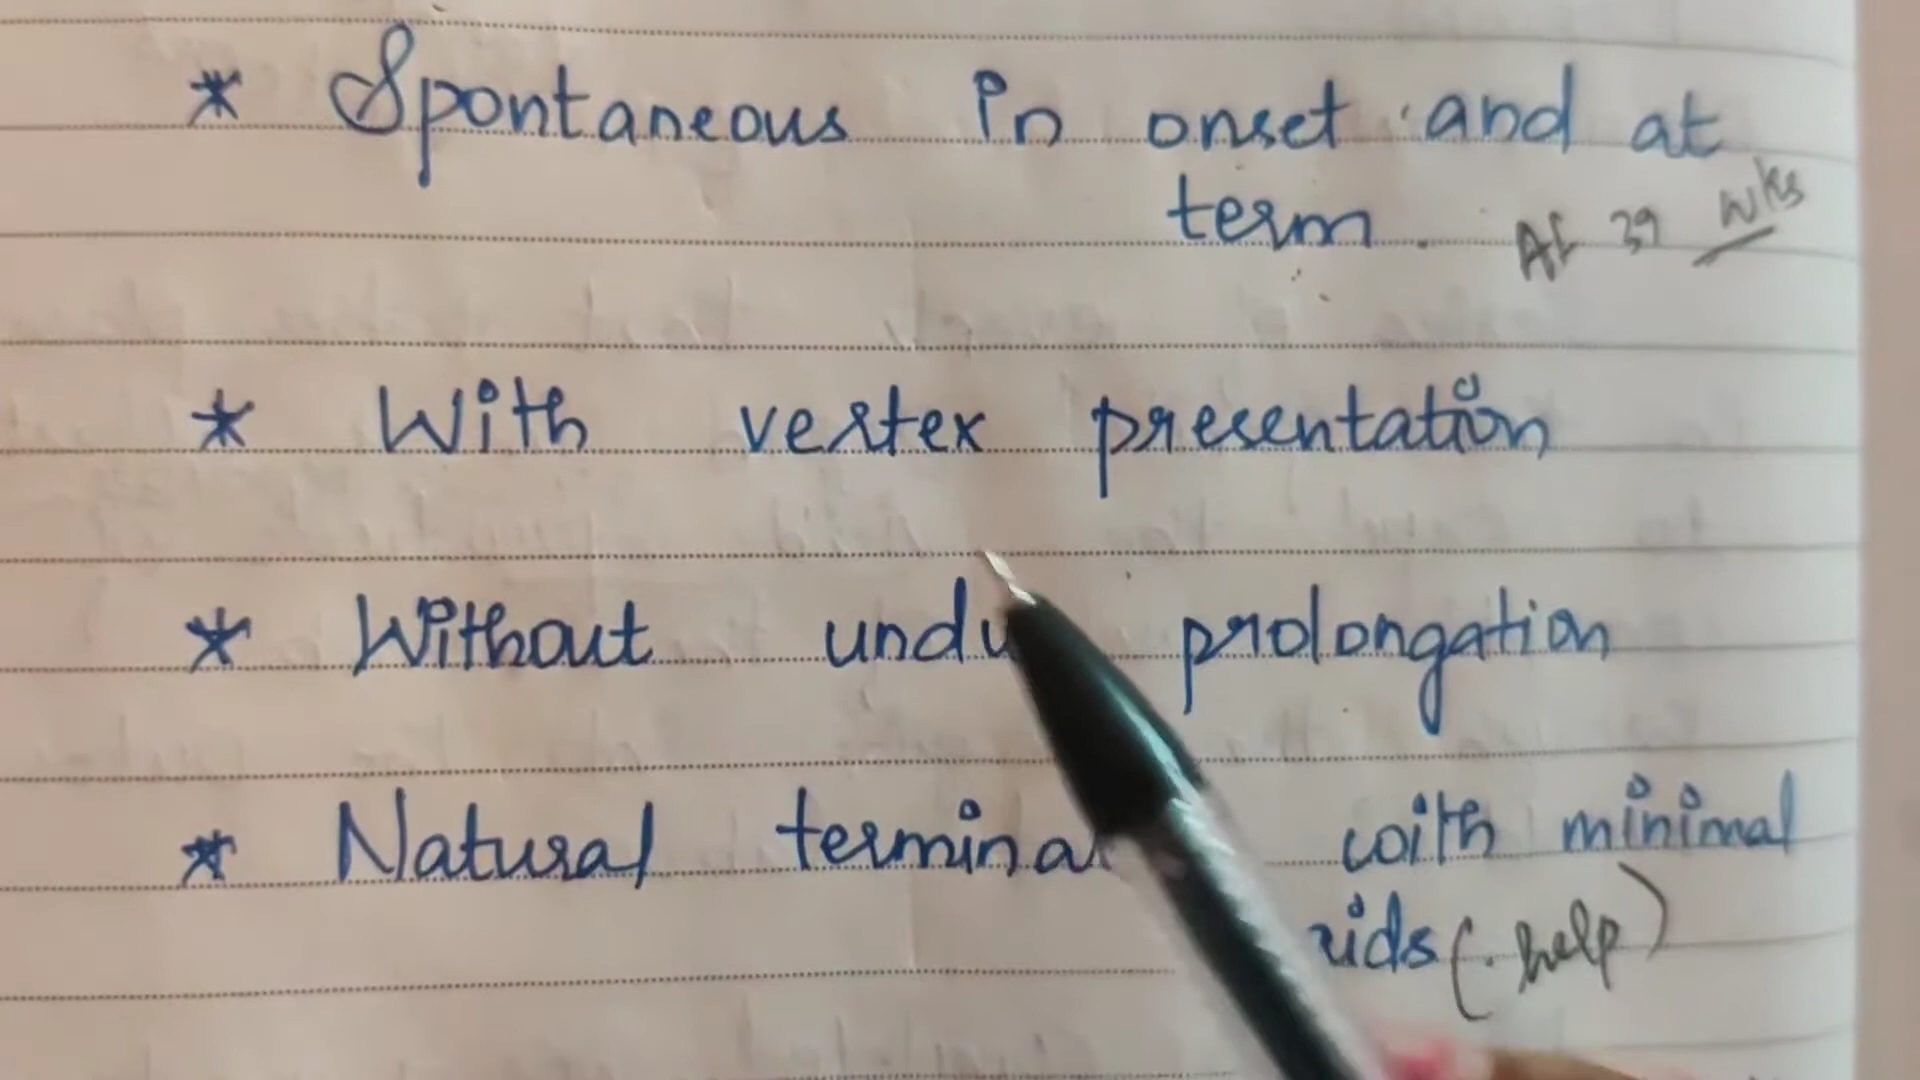 * Spontaneous in onset and at
term. At 39 wks
* With vertex presentation
* Without undu prolongation
* Natural termina with minimal
aids (help)